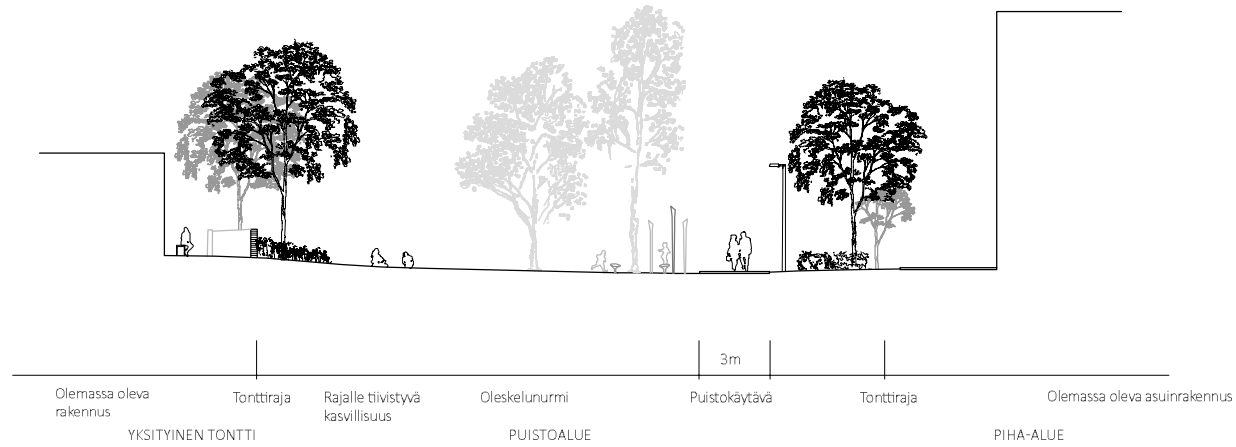 3m
Olemassa oleva
rakennus
Tonttiraja
Rajalle tiivistyvä
kasvillisuus
Oleskelunurmi
Puistokäytävä
Tonttiraja
Olemassa oleva asuinrakennus
YKSITYINEN TONTTI
PUISTOALUE
PIHA-ALUE